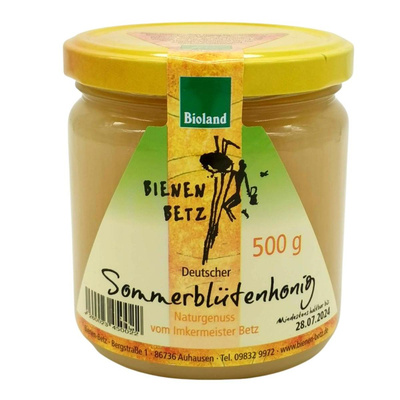 Bioland
BIENEN
BETZ
500 g
Deutscher
Sommerblütenhonig
Naturgenuss
vom Imkermeister Betz
Mindestens haltbar bis
28.07.2024
Bienen-Betz - Bergstraße 1 · 86736 Auhausen · Tel. 09832 9972 · www.bienen-betz.de